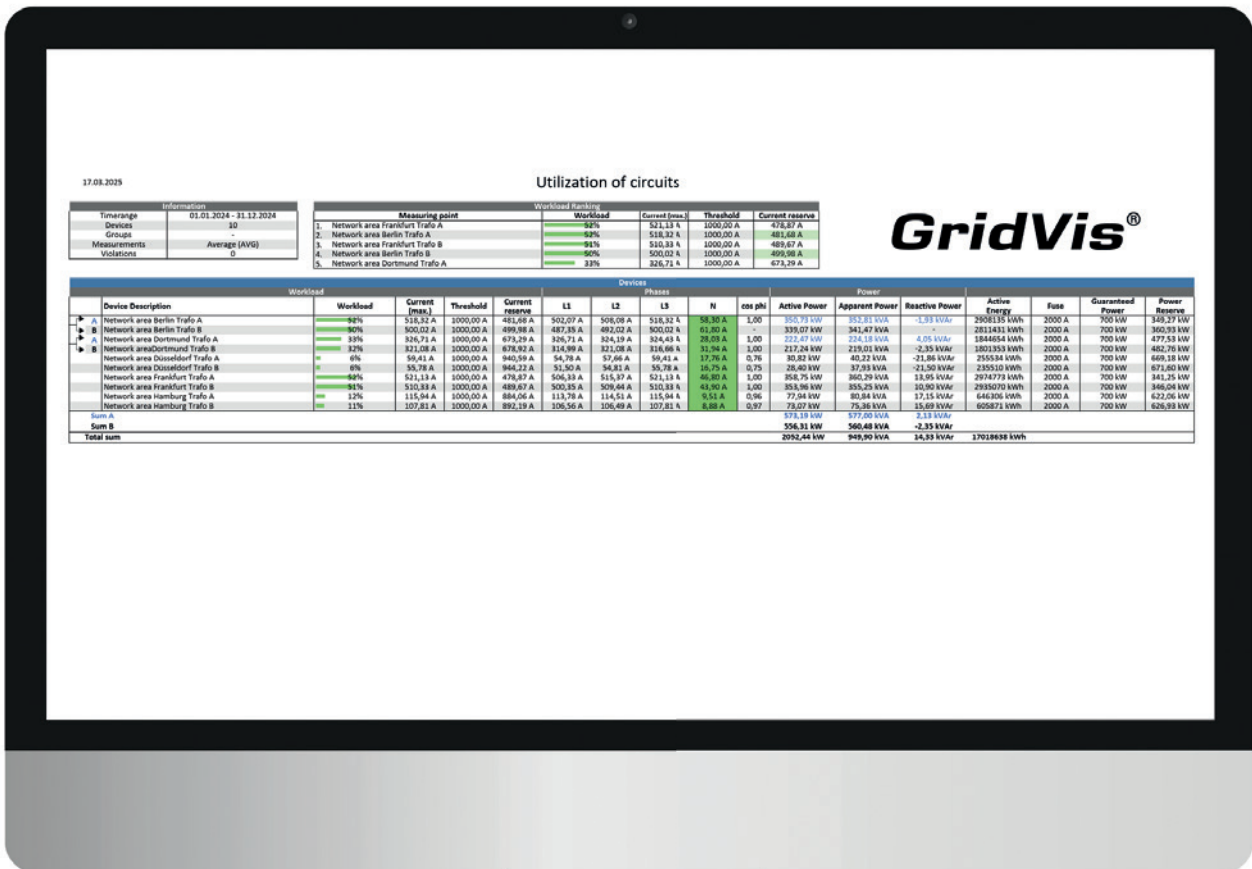 17.03.2025
Utilization of circuits
Information
Timerange 01.01.2024 - 31.12.2024
Devices 10
Groups -
Measurements Average (AVG)
Violations 0
Workload Ranking
Measuring point Workload Current (max.) Threshold Current reserve
1. Network area Frankfurt Trafo A 52% 521,13 A 1000,00 A 478,87 A
2. Network area Berlin Trafo A 52% 518,32 A 1000,00 A 481,68 A
3. Network area Frankfurt Trafo B 51% 510,33 A 1000,00 A 489,67 A
4. Network area Berlin Trafo B 50% 500,02 A 1000,00 A 499,98 A
5. Network area Dortmund Trafo A 33% 326,71 A 1000,00 A 673,29 A
GridVis®
Devices
Workload Phases Power
Device Description Workload Current (max.) Threshold Current reserve L1 L2 L3 N cos phi Active Power Apparent Power Reactive Power Active Energy Fuse Guaranteed Power Power Reserve
A Network area Berlin Trafo A 52% 518,32 A 1000,00 A 481,68 A 502,07 A 508,08 A 518,32 A 58,30 A 1,00 350,73 kW 352,81 kVA -1,93 kVAr 2908135 kWh 2000 A 700 kW 349,27 kW
B Network area Berlin Trafo B 50% 500,02 A 1000,00 A 499,98 A 487,35 A 492,02 A 500,02 A 61,80 A - 339,07 kW 341,47 kVA - 2811431 kWh 2000 A 700 kW 360,93 kW
A Network area Dortmund Trafo A 33% 326,71 A 1000,00 A 673,29 A 326,71 A 324,19 A 324,43 A 28,03 A 1,00 222,47 kW 224,18 kVA 4,05 kVAr 1844654 kWh 2000 A 700 kW 477,53 kW
B Network areaDortmund Trafo B 32% 321,08 A 1000,00 A 678,92 A 314,99 A 321,08 A 316,66 A 31,94 A 1,00 217,24 kW 219,01 kVA -2,35 kVAr 1801353 kWh 2000 A 700 kW 482,76 kW
Network area Düsseldorf Trafo A 6% 59,41 A 1000,00 A 940,59 A 54,78 A 57,66 A 59,41 A 17,76 A 0,76 30,82 kW 40,22 kVA -21,86 kVAr 255534 kWh 2000 A 700 kW 669,18 kW
Network area Düsseldorf Trafo B 6% 55,78 A 1000,00 A 944,22 A 51,50 A 54,81 A 55,78 A 16,75 A 0,75 28,40 kW 37,93 kVA -21,50 kVAr 235510 kWh 2000 A 700 kW 671,60 kW
Network area Frankfurt Trafo A 52% 521,13 A 1000,00 A 478,87 A 506,33 A 515,37 A 521,13 A 46,80 A 1,00 358,75 kW 360,29 kVA 13,95 kVAr 2974773 kWh 2000 A 700 kW 341,25 kW
Network area Frankfurt Trafo B 51% 510,33 A 1000,00 A 489,67 A 500,35 A 509,44 A 510,33 A 43,90 A 1,00 353,96 kW 355,25 kVA 10,90 kVAr 2935070 kWh 2000 A 700 kW 346,04 kW
Network area Hamburg Trafo A 12% 115,94 A 1000,00 A 884,06 A 113,78 A 114,51 A 115,94 A 9,51 A 0,96 77,94 kW 80,84 kVA 17,15 kVAr 646306 kWh 2000 A 700 kW 622,06 kW
Network area Hamburg Trafo B 11% 107,81 A 1000,00 A 892,19 A 106,56 A 106,49 A 107,81 A 8,88 A 0,97 73,07 kW 75,36 kVA 15,69 kVAr 605871 kWh 2000 A 700 kW 626,93 kW
Sum A 573,19 kW 577,00 kVA 2,13 kVAr
Sum B 556,31 kW 560,48 kVA -2,35 kVAr
Total sum 2052,44 kW 949,90 kVA 14,33 kVAr 17018638 kWh